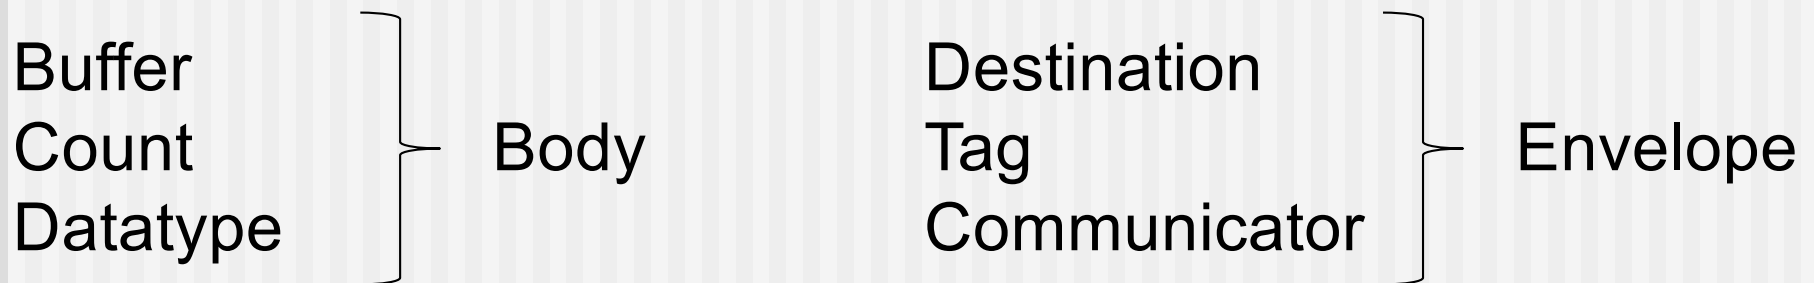 Buffer
Count
Datatype
Body
Destination
Tag
Communicator
Envelope